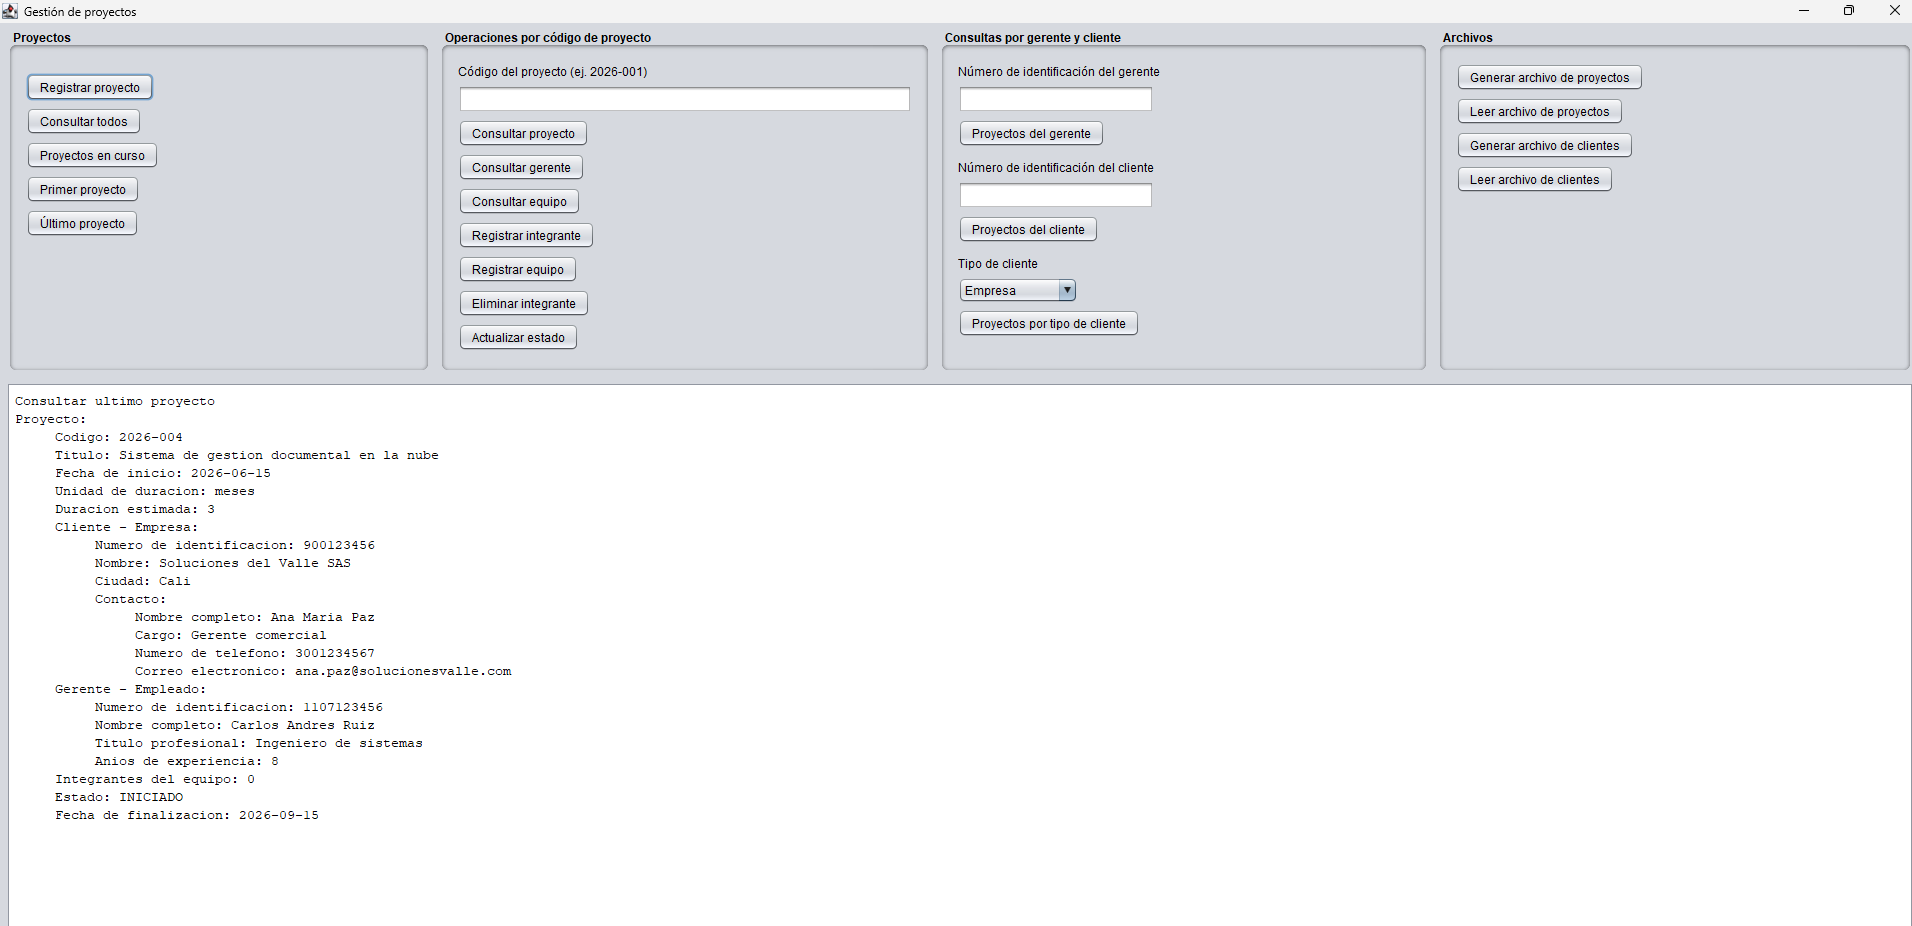 Gestión de proyectos
Proyectos
Registrar proyecto
Consultar todos
Proyectos en curso
Primer proyecto
Último proyecto
Operaciones por código de proyecto
Código del proyecto (ej. 2026-001)
Consultar proyecto
Consultar gerente
Consultar equipo
Registrar integrante
Registrar equipo
Eliminar integrante
Actualizar estado
Consultas por gerente y cliente
Número de identificación del gerente
Proyectos del gerente
Número de identificación del cliente
Proyectos del cliente
Tipo de cliente
Empresa
Proyectos por tipo de cliente
Archivos
Generar archivo de proyectos
Leer archivo de proyectos
Generar archivo de clientes
Leer archivo de clientes
Consultar ultimo proyecto
Proyecto:
Codigo: 2026-004
Titulo: Sistema de gestion documental en la nube
Fecha de inicio: 2026-06-15
Unidad de duracion: meses
Duracion estimada: 3
Cliente - Empresa:
Numero de identificacion: 900123456
Nombre: Soluciones del Valle SAS
Ciudad: Cali
Contacto:
Nombre completo: Ana Maria Paz
Cargo: Gerente comercial
Numero de telefono: 3001234567
Correo electronico: ana.paz@solucionesvalle.com
Gerente - Empleado:
Numero de identificacion: 1107123456
Nombre completo: Carlos Andres Ruiz
Titulo profesional: Ingeniero de sistemas
Anios de experiencia: 8
Integrantes del equipo: 0
Estado: INICIADO
Fecha de finalizacion: 2026-09-15